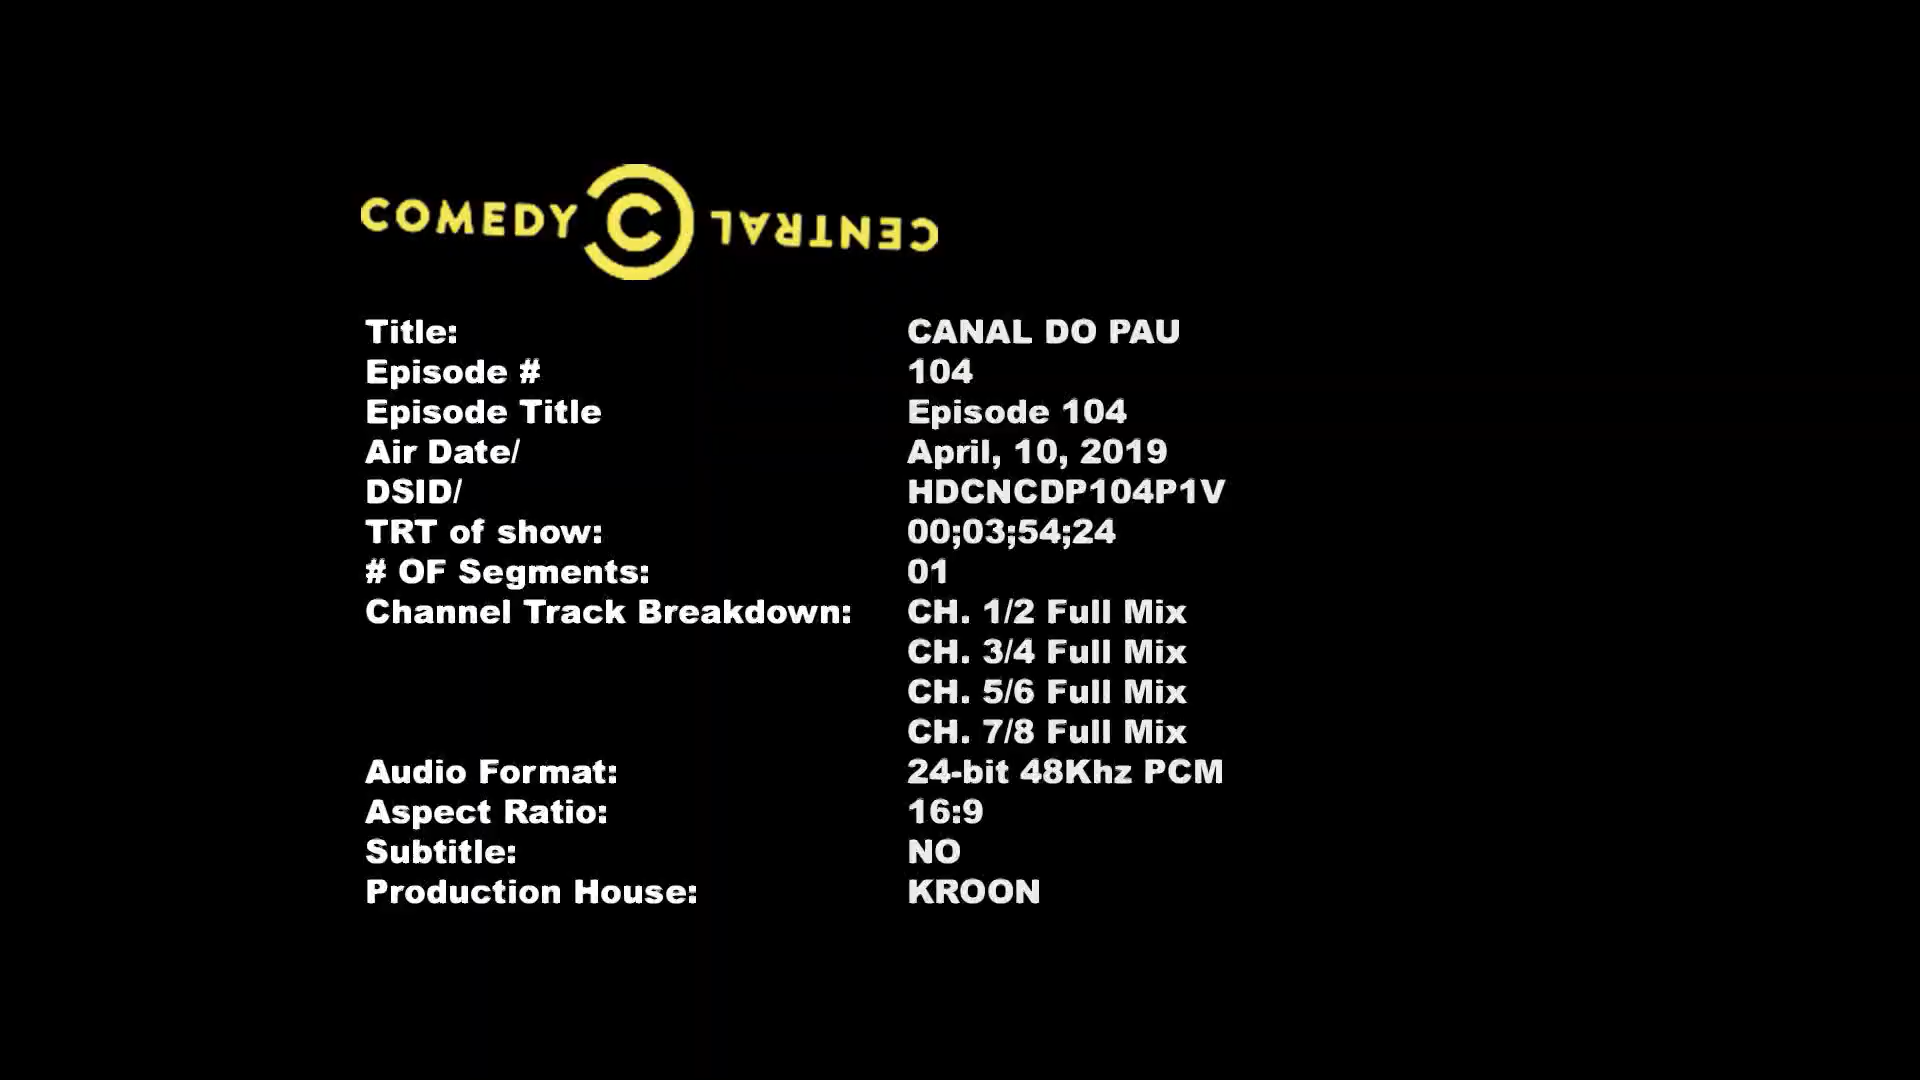 COMEDY C CENTRAL
Title: CANAL DO PAU
Episode # 104
Episode Title Episode 104
Air Date/ April, 10, 2019
DSID/ HDCNCDP104P1V
TRT of show: 00;03;54;24
# OF Segments: 01
Channel Track Breakdown: CH. 1/2 Full Mix
CH. 3/4 Full Mix
CH. 5/6 Full Mix
CH. 7/8 Full Mix
Audio Format: 24-bit 48Khz PCM
Aspect Ratio: 16:9
Subtitle: NO
Production House: KROON